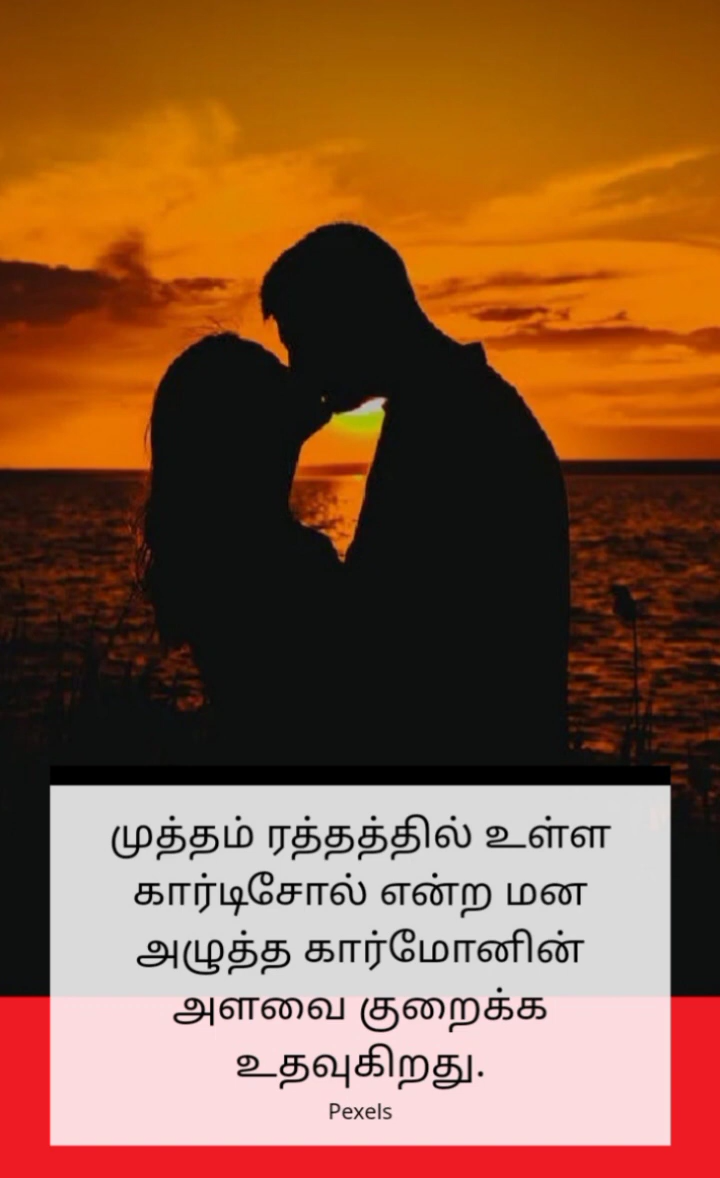 முத்தம் ரத்தத்தில் உள்ள
கார்டிசோல் என்ற மன
அழுத்த கார்மோனின்
அளவை குறைக்க
உதவுகிறது.
Pexels